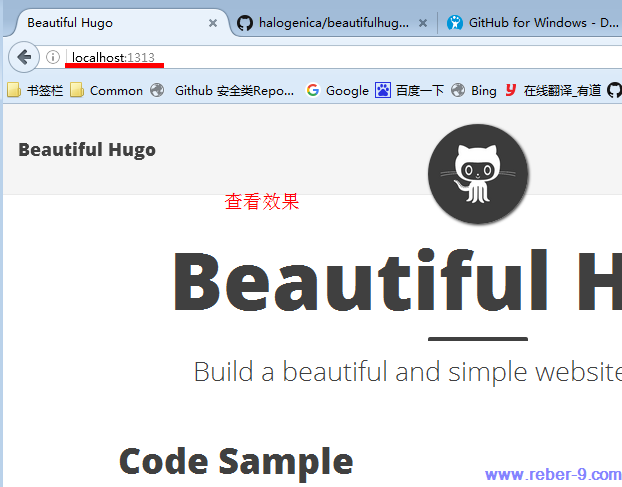 Beautiful Hugo
halogenica/beautifulhug...
GitHub for Windows - D...
localhost:1313
书签栏 Common Github 安全类Repo... Google 百度一下 Bing 在线翻译_有道
Beautiful Hugo
查看效果
Beautiful H
Build a beautiful and simple website
Code Sample
www.reber-9.com